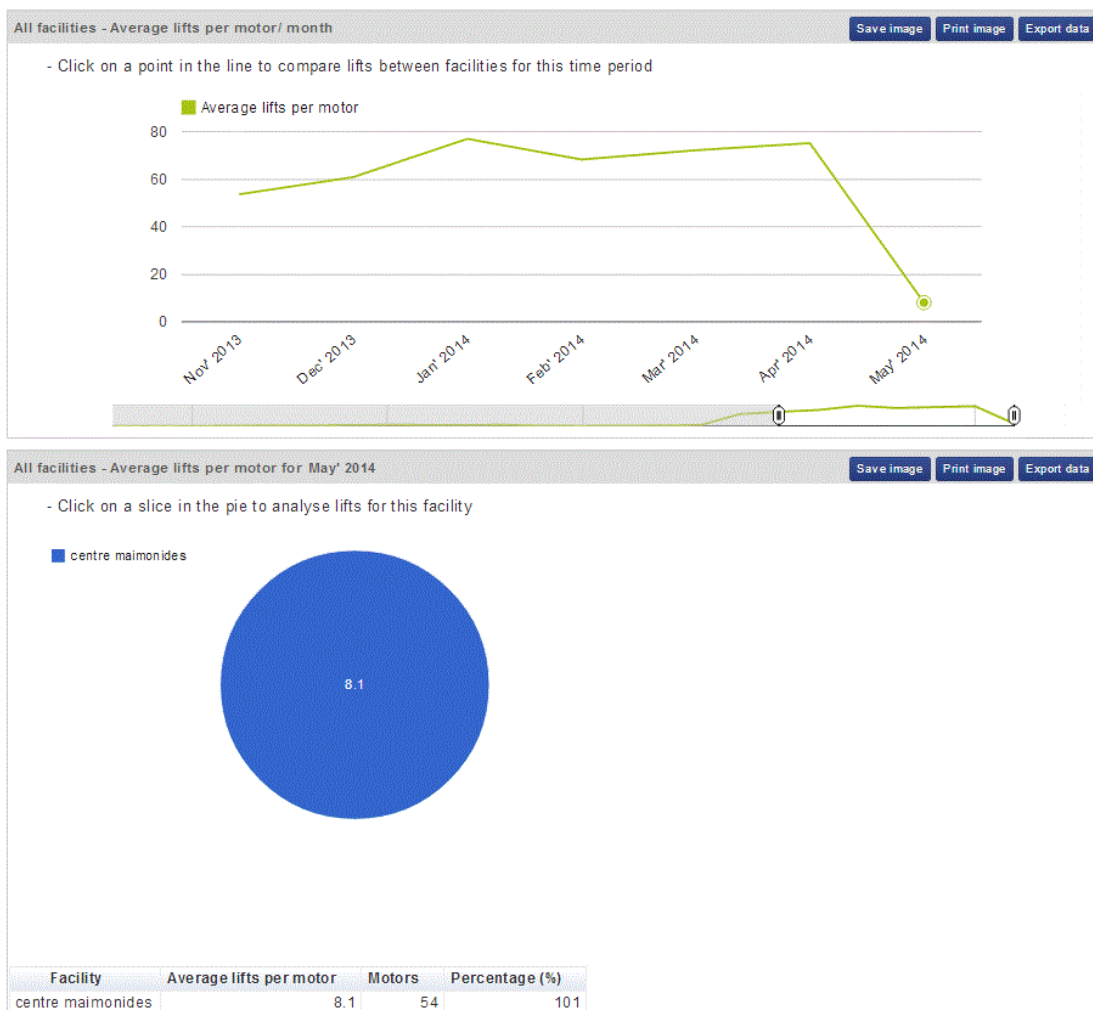 All facilities - Average lifts per motor/ month
Save image Print image Export data
- Click on a point in the line to compare lifts between facilities for this time period
Average lifts per motor
80
60
40
20
0
Nov' 2013 Dec' 2013 Jan' 2014 Feb' 2014 Mar' 2014 Apr' 2014 May' 2014
All facilities - Average lifts per motor for May' 2014
Save image Print image Export data
- Click on a slice in the pie to analyse lifts for this facility
centre maimonides
8.1
Facility Average lifts per motor Motors Percentage (%)
centre maimonides 8.1 54 101